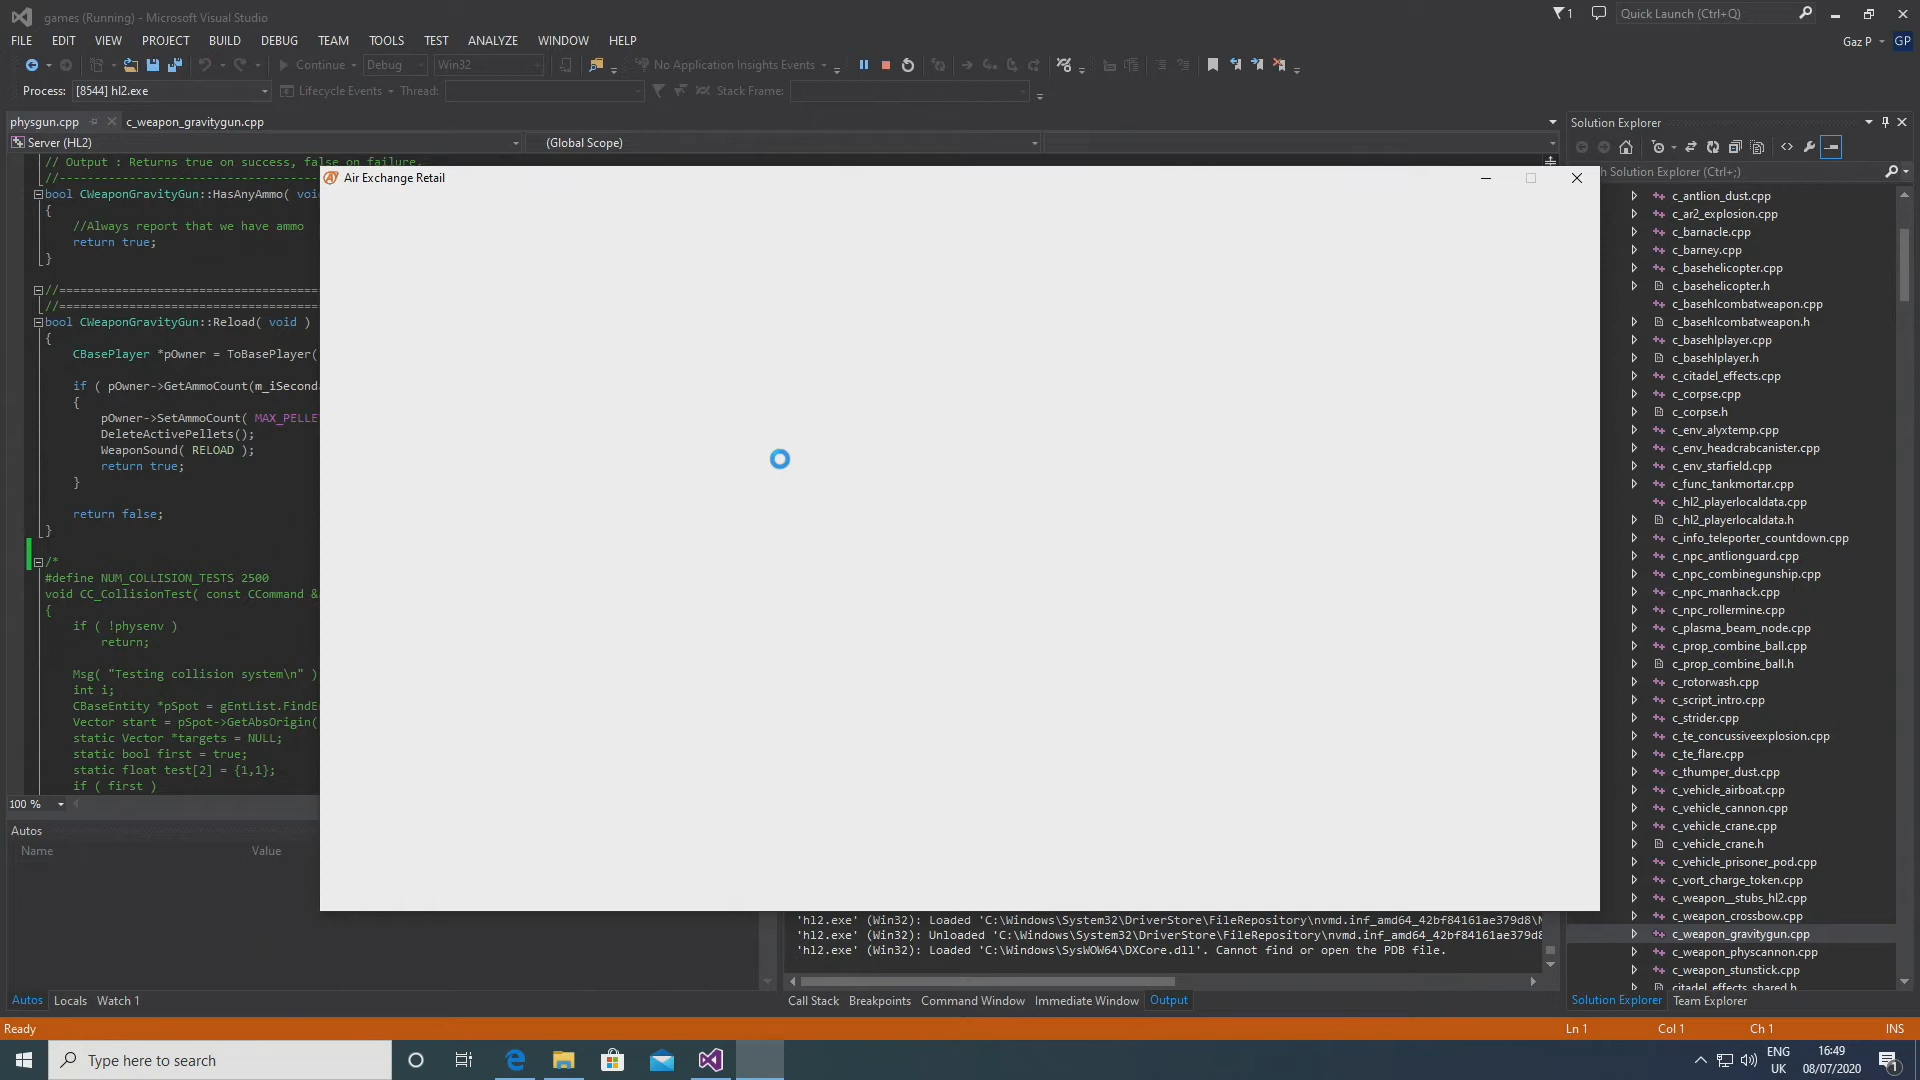 games (Running) - Microsoft Visual Studio
1
Quick Launch (Ctrl+Q)
FILE EDIT VIEW PROJECT BUILD DEBUG TEAM TOOLS TEST ANALYZE WINDOW HELP
Gaz P
GP
Continue Debug Win32 No Application Insights Events
Process: [8544] hl2.exe Lifecycle Events Thread: Stack Frame:
physgun.cpp c_weapon_gravitygun.cpp
Server (HL2) (Global Scope)
// Output : Returns true on success, false on failure.
//---------------------------------------
bool CWeaponGravityGun::HasAnyAmmo( voi
{
//Always report that we have ammo
return true;
}
//=======================================
//=======================================
bool CWeaponGravityGun::Reload( void )
{
CBasePlayer *pOwner = ToBasePlayer(
if ( pOwner->GetAmmoCount(m_iSecond
{
pOwner->SetAmmoCount( MAX_PELLE
DeleteActivePellets();
WeaponSound( RELOAD );
return true;
}
return false;
}
/*
#define NUM_COLLISION_TESTS 2500
void CC_CollisionTest( const CCommand &
{
if ( !physenv )
return;
Msg( "Testing collision system\n" )
int i;
CBaseEntity *pSpot = gEntList.FindE
Vector start = pSpot->GetAbsOrigin(
static Vector *targets = NULL;
static bool first = true;
static float test[2] = {1,1};
if ( first )
100 %
Air Exchange Retail
Autos
Name Value
Autos Locals Watch 1
'hl2.exe' (Win32): Loaded 'C:\Windows\System32\DriverStore\FileRepository\nvmd.inf_amd64_42bf84161ae379d8\
'hl2.exe' (Win32): Unloaded 'C:\Windows\System32\DriverStore\FileRepository\nvmd.inf_amd64_42bf84161ae379d8
'hl2.exe' (Win32): Loaded 'C:\Windows\SysWOW64\DXCore.dll'. Cannot find or open the PDB file.
Call Stack Breakpoints Command Window Immediate Window Output
Solution Explorer
h Solution Explorer (Ctrl+;)
c_antlion_dust.cpp
c_ar2_explosion.cpp
c_barnacle.cpp
c_barney.cpp
c_basehelicopter.cpp
c_basehelicopter.h
c_basehlcombatweapon.cpp
c_basehlcombatweapon.h
c_basehlplayer.cpp
c_basehlplayer.h
c_citadel_effects.cpp
c_corpse.cpp
c_corpse.h
c_env_alyxtemp.cpp
c_env_headcrabcanister.cpp
c_env_starfield.cpp
c_func_tankmortar.cpp
c_hl2_playerlocaldata.cpp
c_hl2_playerlocaldata.h
c_info_teleporter_countdown.cpp
c_npc_antlionguard.cpp
c_npc_combinegunship.cpp
c_npc_manhack.cpp
c_npc_rollermine.cpp
c_plasma_beam_node.cpp
c_prop_combine_ball.cpp
c_prop_combine_ball.h
c_rotorwash.cpp
c_script_intro.cpp
c_strider.cpp
c_te_concussiveexplosion.cpp
c_te_flare.cpp
c_thumper_dust.cpp
c_vehicle_airboat.cpp
c_vehicle_cannon.cpp
c_vehicle_crane.cpp
c_vehicle_crane.h
c_vehicle_prisoner_pod.cpp
c_vort_charge_token.cpp
c_weapon__stubs_hl2.cpp
c_weapon_crossbow.cpp
c_weapon_gravitygun.cpp
c_weapon_physcannon.cpp
c_weapon_stunstick.cpp
citadel_effects_shared.h
Solution Explorer Team Explorer
Ready Ln 1 Col 1 Ch 1 INS
Type here to search
ENG
UK
16:49
08/07/2020
1